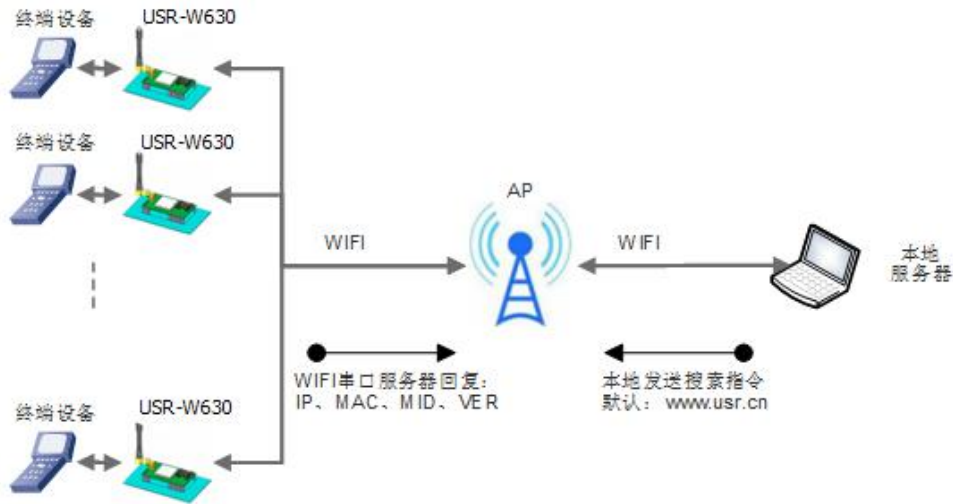 终端设备
USR-W630
终端设备
USR-W630
AP
WIFI
WIFI
本地
服务器
WIFI串口服务器回复：
IP、MAC、MID、VER
本地发送搜索指令
默认：www.usr.cn
终端设备
USR-W630